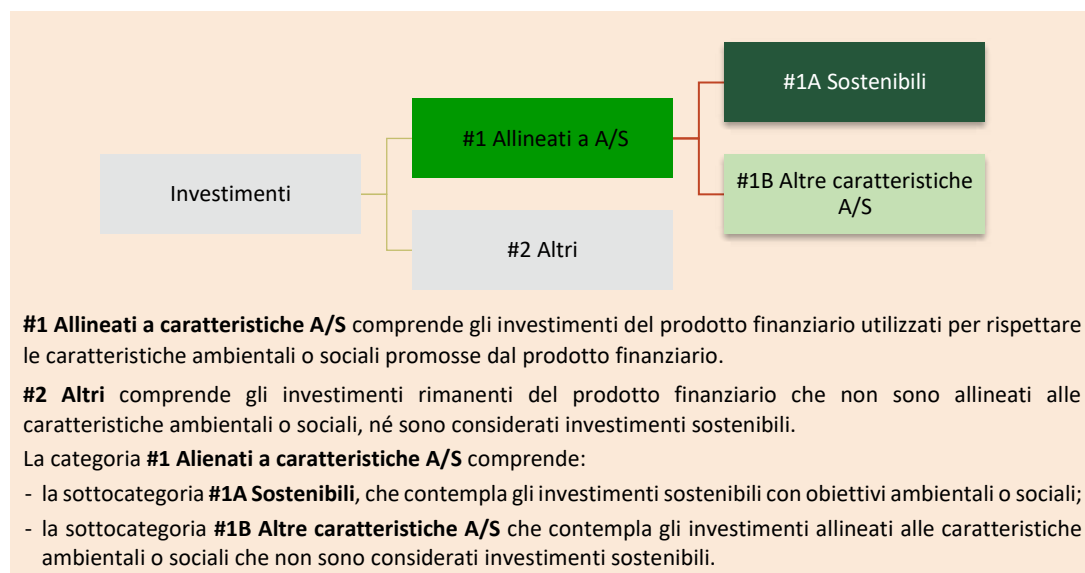 #1A Sostenibili
#1 Allineati a A/S
#1B Altre caratteristiche
A/S
Investimenti
#2 Altri
#1 Allineati a caratteristiche A/S comprende gli investimenti del prodotto finanziario utilizzati per rispettare
le caratteristiche ambientali o sociali promosse dal prodotto finanziario.
#2 Altri comprende gli investimenti rimanenti del prodotto finanziario che non sono allineati alle
caratteristiche ambientali o sociali, né sono considerati investimenti sostenibili.
La categoria #1 Alienati a caratteristiche A/S comprende:
- la sottocategoria #1A Sostenibili, che contempla gli investimenti sostenibili con obiettivi ambientali o sociali;
- la sottocategoria #1B Altre caratteristiche A/S che contempla gli investimenti allineati alle caratteristiche
ambientali o sociali che non sono considerati investimenti sostenibili.